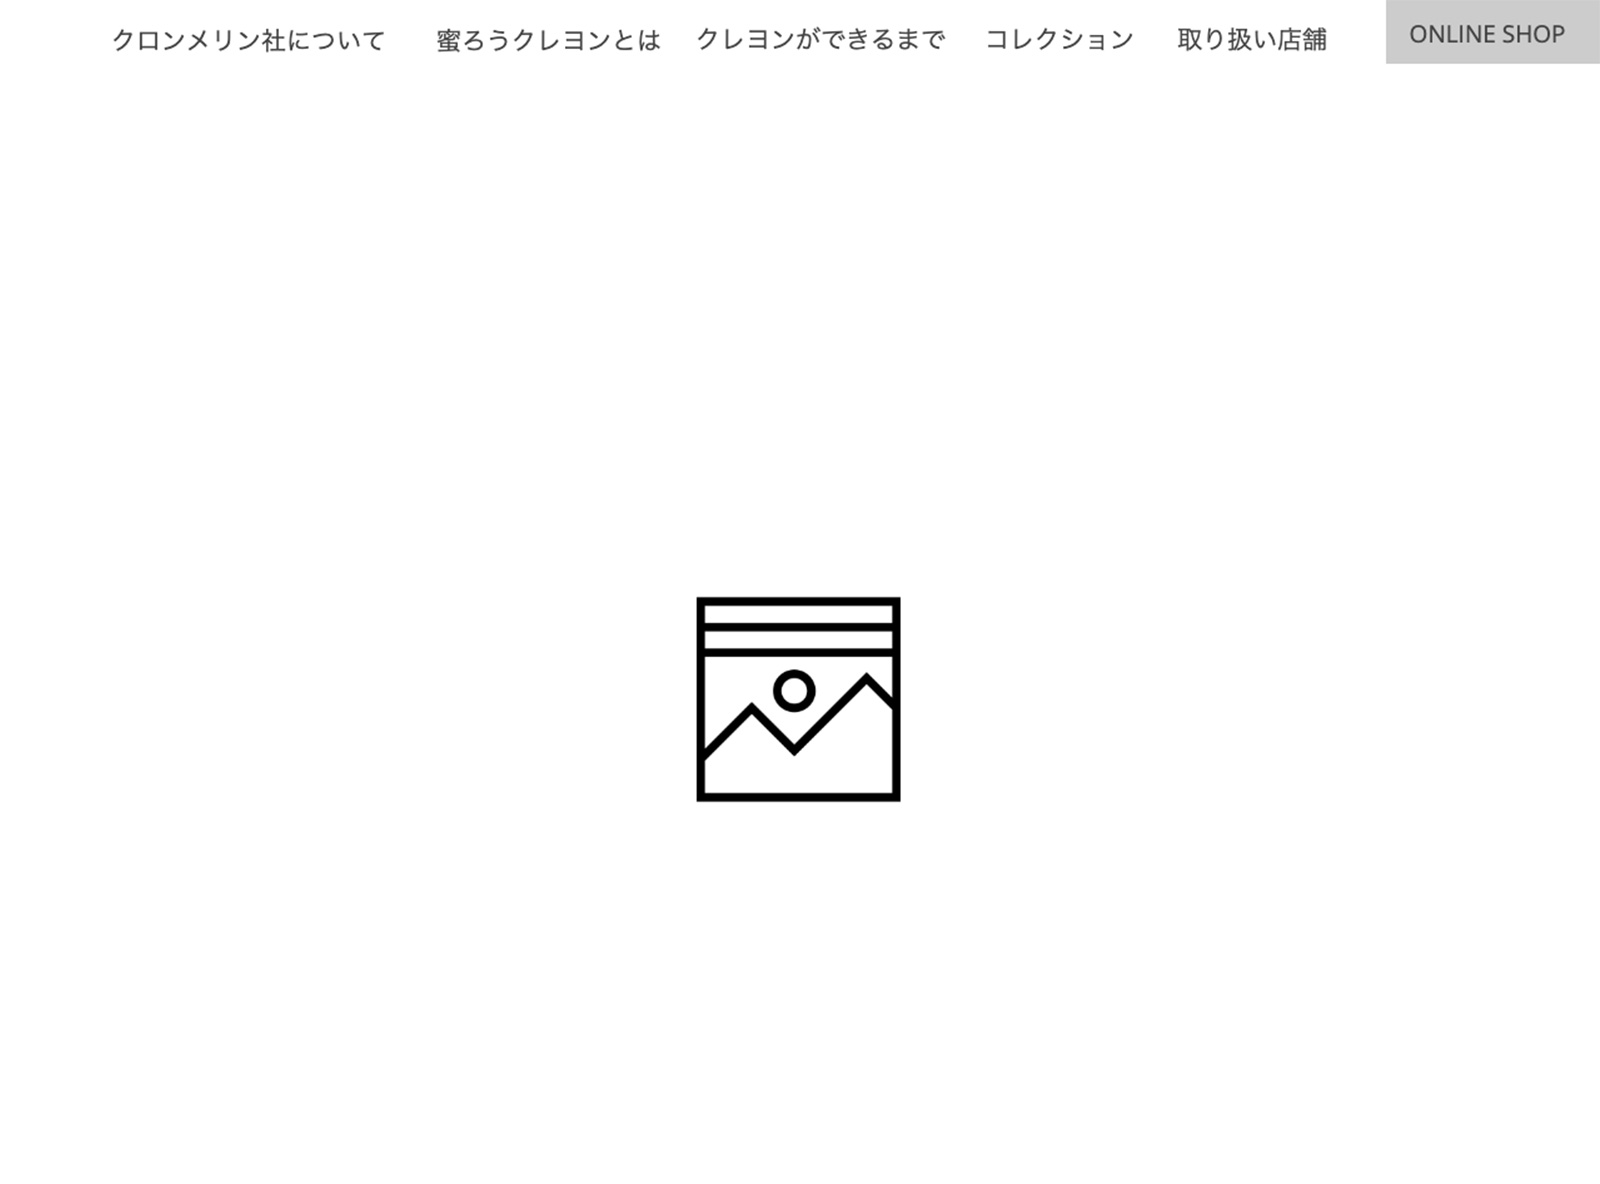 クロンメリン社について
蜜ろうクレヨンとは
クレヨンができるまで
コレクション
取り扱い店舗
ONLINE SHOP